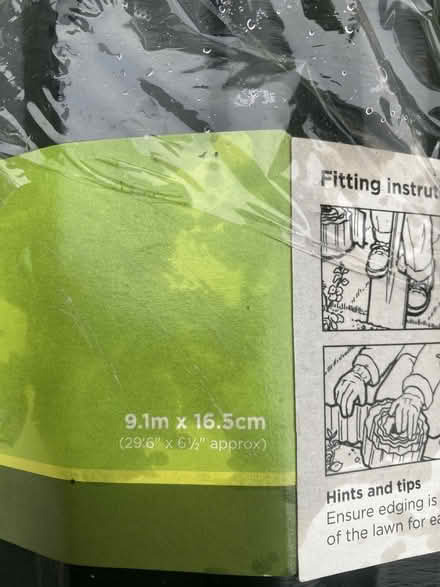 9.1m x 16.5cm
(29'6" x 6½" approx)
Fitting instru
Hints and tips
Ensure edging is
of the lawn for